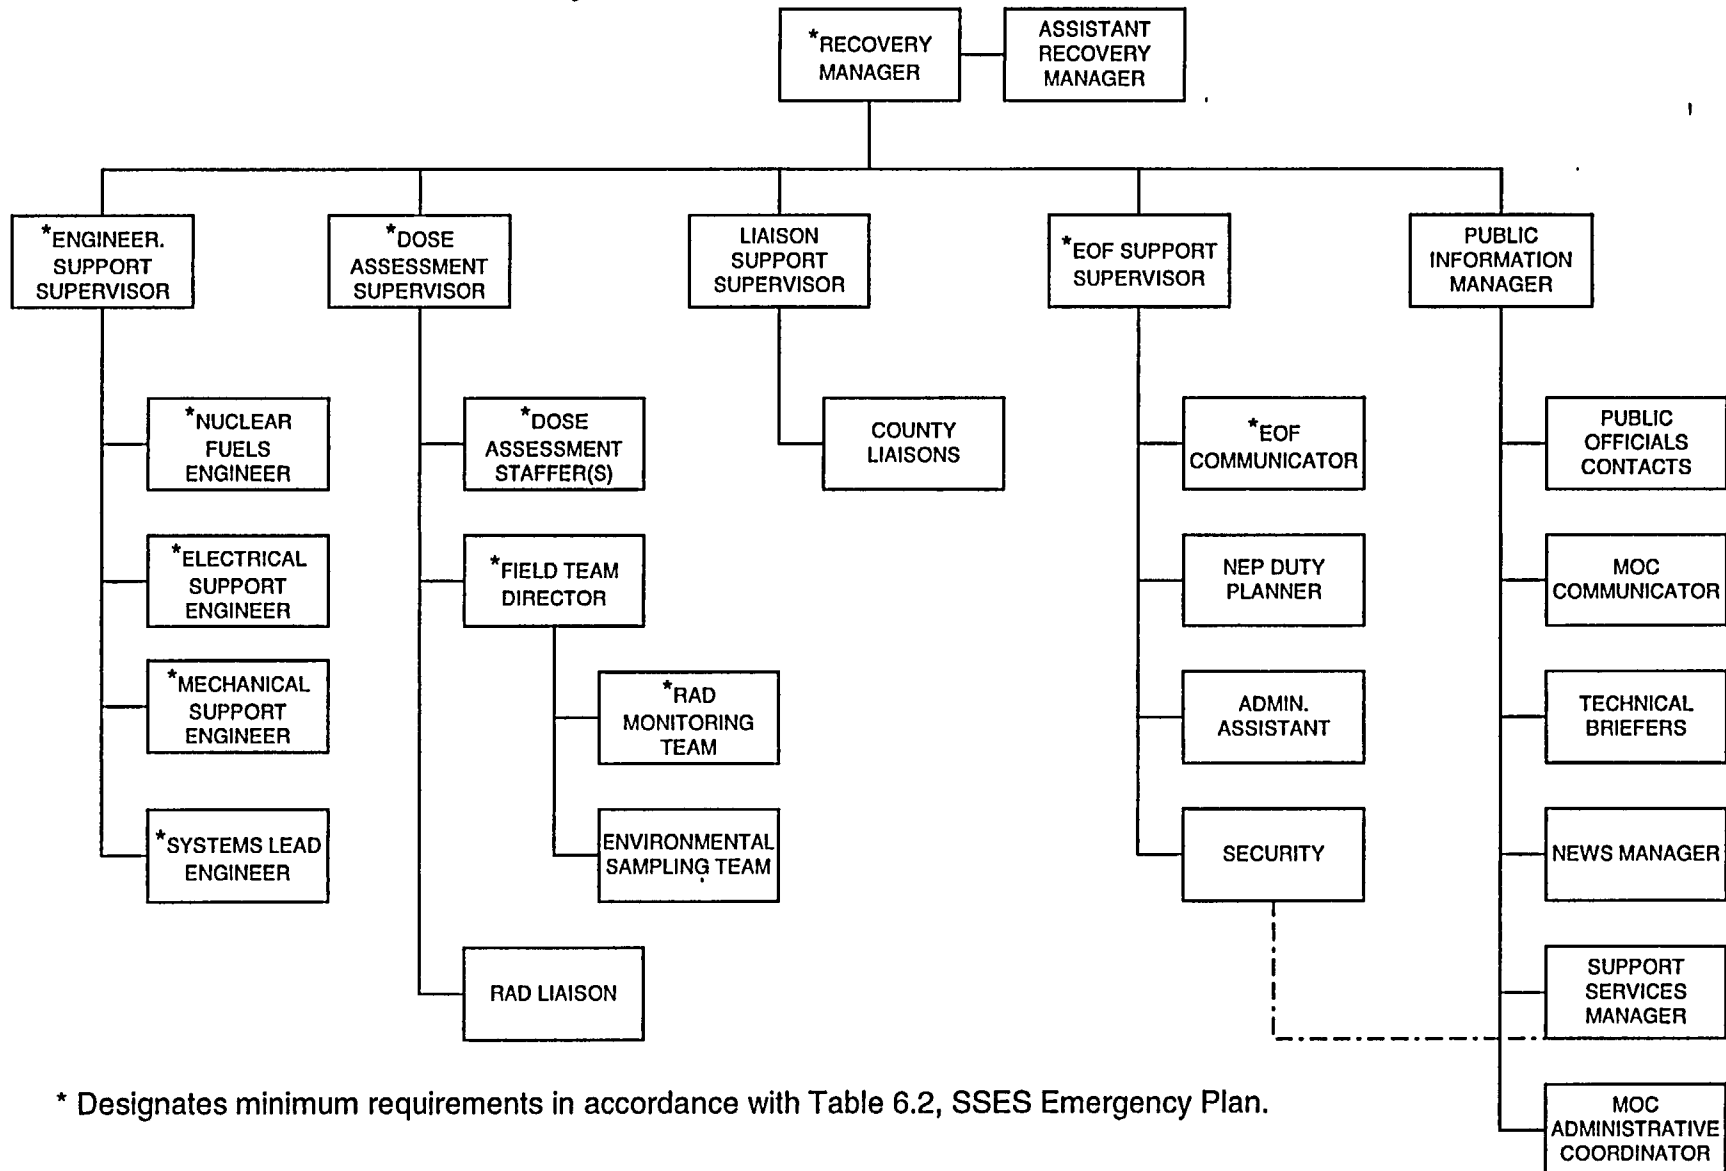 *RECOVERY
MANAGER
ASSISTANT
RECOVERY
MANAGER
*ENGINEER.
SUPPORT
SUPERVISOR
*DOSE
ASSESSMENT
SUPERVISOR
LIAISON
SUPPORT
SUPERVISOR
*EOF SUPPORT
SUPERVISOR
PUBLIC
INFORMATION
MANAGER
*NUCLEAR
FUELS
ENGINEER
*ELECTRICAL
SUPPORT
ENGINEER
*MECHANICAL
SUPPORT
ENGINEER
*SYSTEMS LEAD
ENGINEER
*DOSE
ASSESSMENT
STAFFER(S)
*FIELD TEAM
DIRECTOR
*RAD
MONITORING
TEAM
ENVIRONMENTAL
SAMPLING TEAM
RAD LIAISON
COUNTY
LIAISONS
*EOF
COMMUNICATOR
NEP DUTY
PLANNER
ADMIN.
ASSISTANT
SECURITY
PUBLIC
OFFICIALS
CONTACTS
MOC
COMMUNICATOR
TECHNICAL
BRIEFERS
NEWS MANAGER
SUPPORT
SERVICES
MANAGER
MOC
ADMINISTRATIVE
COORDINATOR
* Designates minimum requirements in accordance with Table 6.2, SSES Emergency Plan.